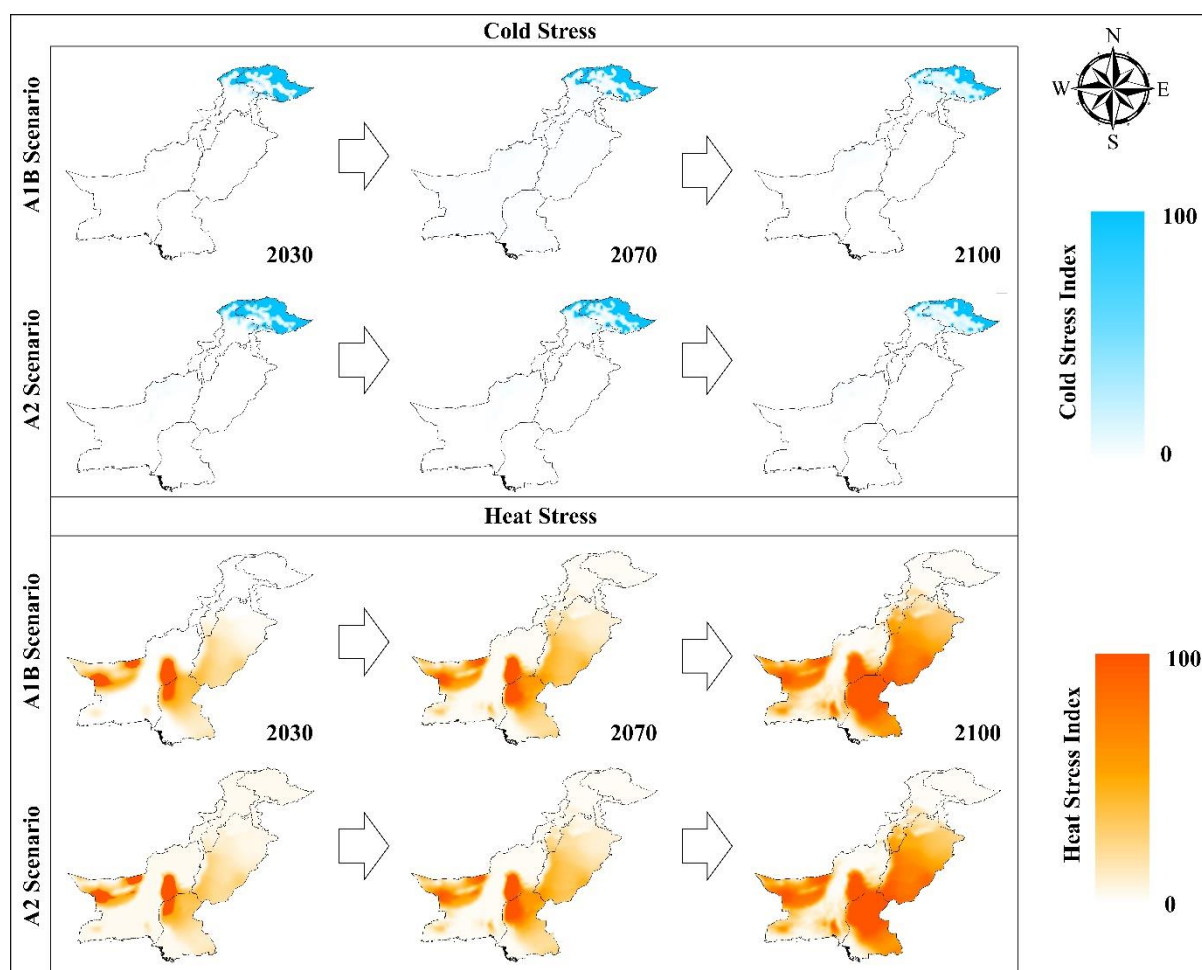 Cold Stress
A1B Scenario
2030
2070
2100
A2 Scenario
Heat Stress
A1B Scenario
2030
2070
2100
A2 Scenario
N
W
E
S
100
Cold Stress Index
0
100
Heat Stress Index
0